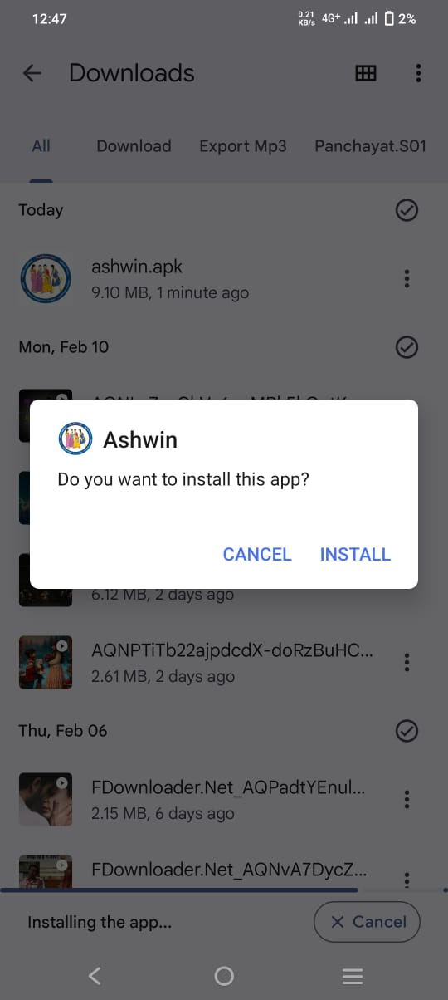 12:47
0.21 KB/s 4G+ 2%
Downloads
All Download Export Mp3 Panchayat.S01
Today
ashwin.apk
9.10 MB, 1 minute ago
Mon, Feb 10
Ashwin
Do you want to install this app?
CANCEL INSTALL
6.12 MB, 2 days ago
AQNPTiTb22ajpdcdX-doRzBuHC...
2.61 MB, 2 days ago
Thu, Feb 06
FDownloader.Net_AQPadtYEnul...
2.15 MB, 6 days ago
FDownloader.Net_AQNvA7DycZ...
Installing the app...
Cancel